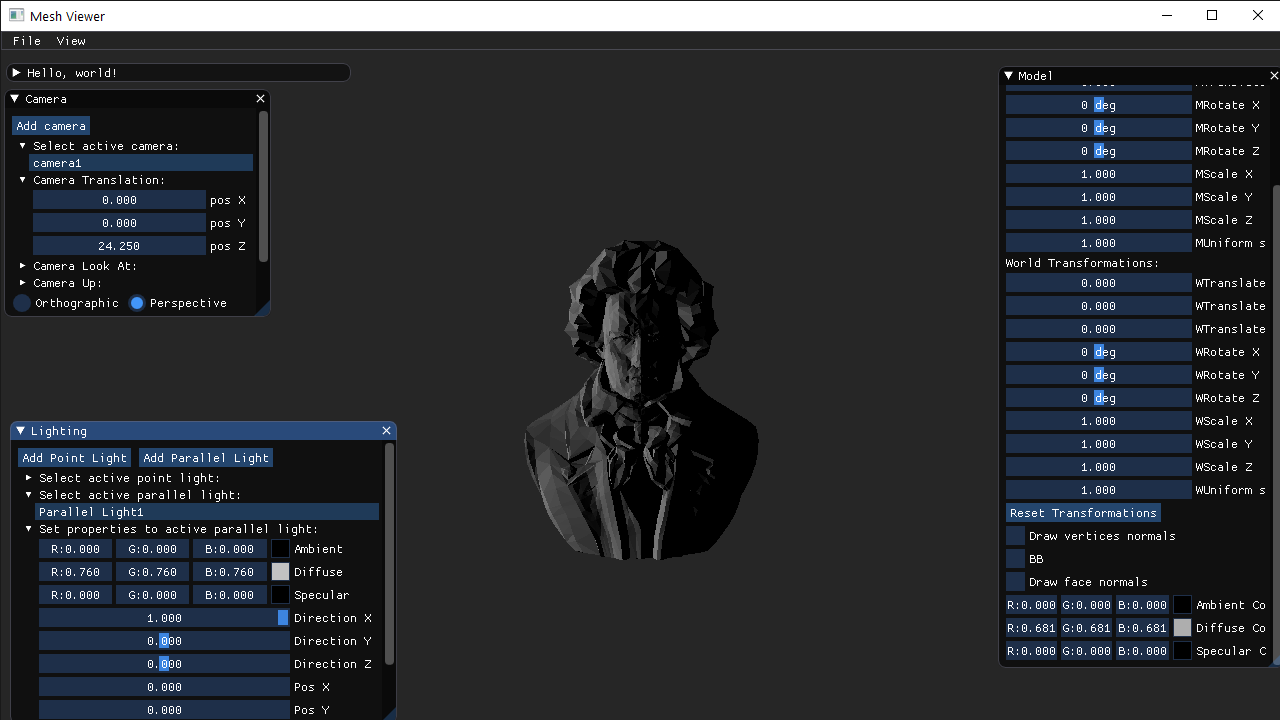 Mesh Viewer
File View
Hello, world!
Camera
Add camera
Select active camera:
camera1
Camera Translation:
0.000 pos X
0.000 pos Y
24.250 pos Z
Camera Look At:
Camera Up:
Orthographic Perspective
Lighting
Add Point Light Add Parallel Light
Select active point light:
Select active parallel light:
Parallel Light1
Set properties to active parallel light:
R:0.000 G:0.000 B:0.000 Ambient
R:0.760 G:0.760 B:0.760 Diffuse
R:0.000 G:0.000 B:0.000 Specular
1.000 Direction X
0.000 Direction Y
0.000 Direction Z
0.000 Pos X
0.000 Pos Y
Model
0 deg MRotate X
0 deg MRotate Y
0 deg MRotate Z
1.000 MScale X
1.000 MScale Y
1.000 MScale Z
1.000 MUniform s
World Transformations:
0.000 WTranslate
0.000 WTranslate
0.000 WTranslate
0 deg WRotate X
0 deg WRotate Y
0 deg WRotate Z
1.000 WScale X
1.000 WScale Y
1.000 WScale Z
1.000 WUniform s
Reset Transformations
Draw vertices normals
BB
Draw face normals
R:0.000 G:0.000 B:0.000 Ambient Co
R:0.681 G:0.681 B:0.681 Diffuse Co
R:0.000 G:0.000 B:0.000 Specular C